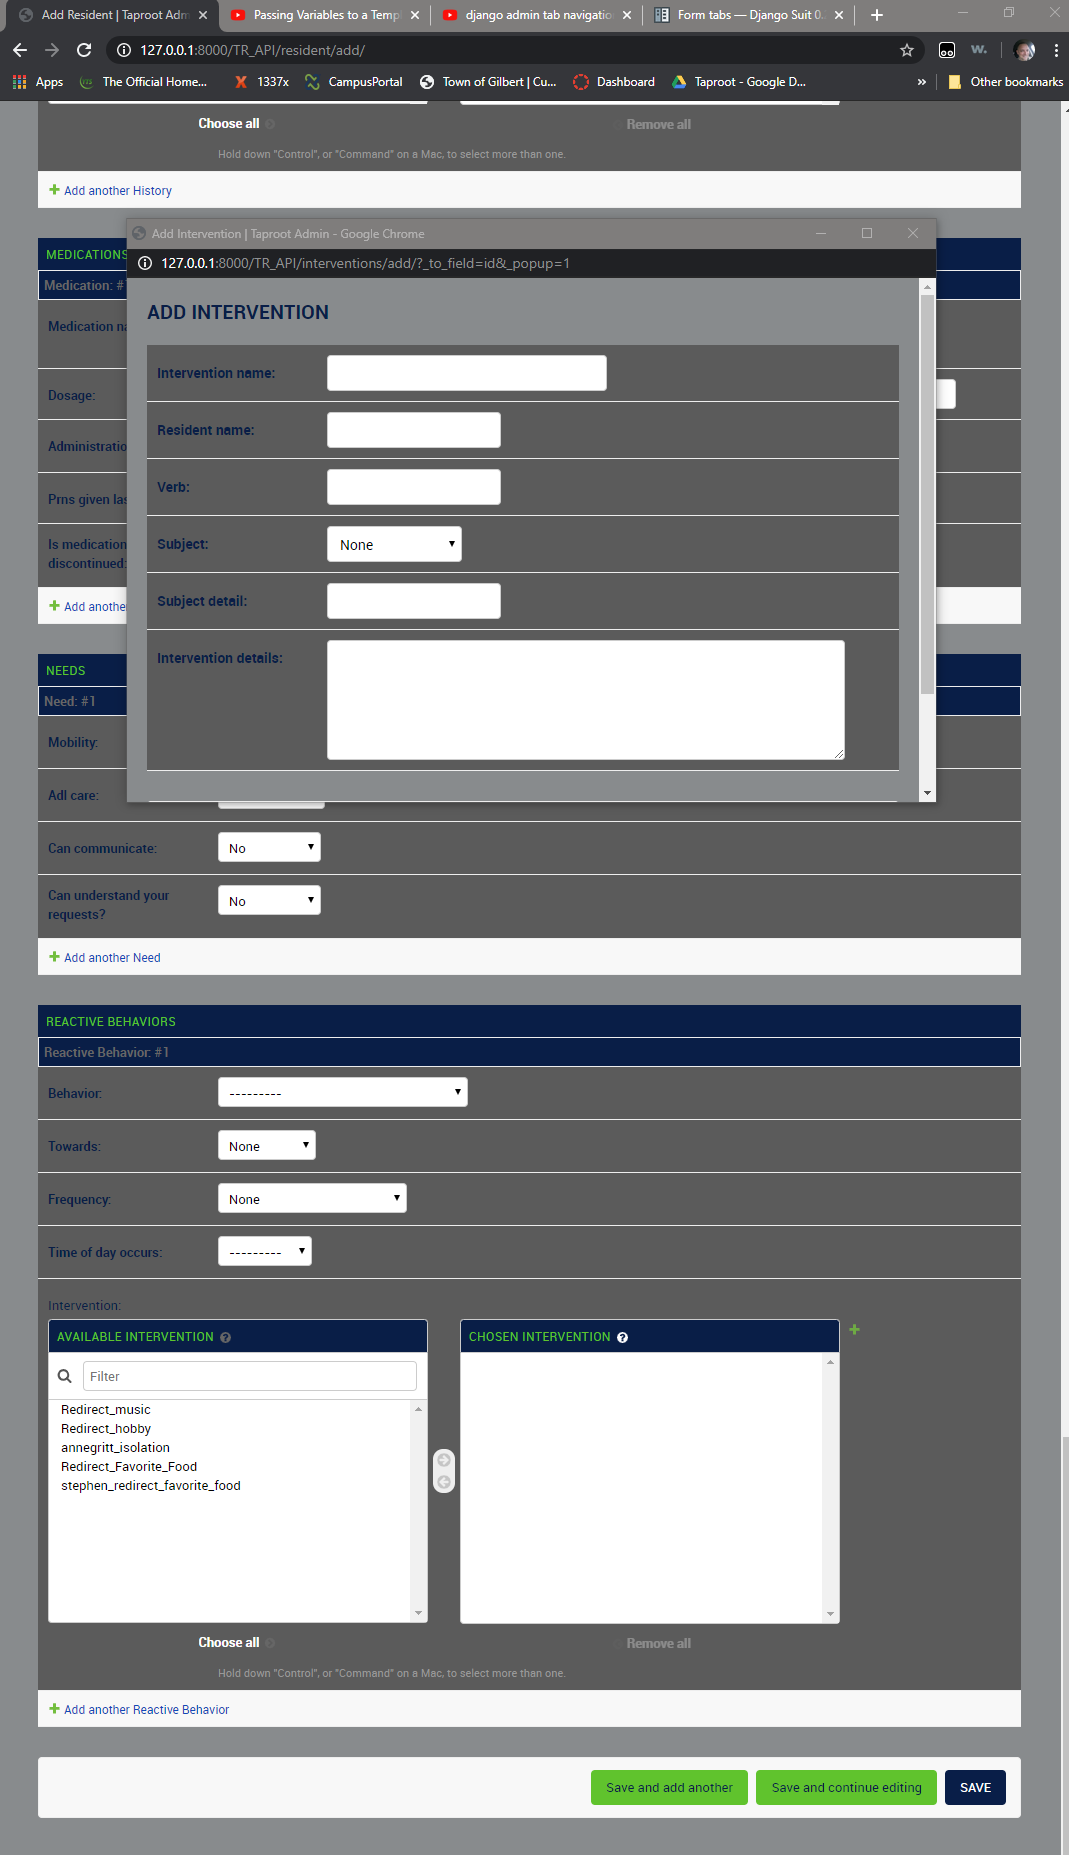 Add Resident | Taproot Adm
Passing Variables to a Temp
django admin tab navigatio
Form tabs — Django Suit 0.
127.0.0.1:8000/TR_API/resident/add/
Apps
The Official Home...
1337x
CampusPortal
Town of Gilbert | Cu...
Dashboard
Taproot - Google D...
»
Other bookmarks
Choose all
Remove all
Hold down "Control", or "Command" on a Mac, to select more than one.
+ Add another History
MEDICATIONS
Medication: #
Medication na
Dosage:
Administratio
Prns given las
Is medication
discontinued:
+ Add anothe
Add Intervention | Taproot Admin - Google Chrome
127.0.0.1:8000/TR_API/interventions/add/?_to_field=id&_popup=1
ADD INTERVENTION
Intervention name:
Resident name:
Verb:
Subject:
None
Subject detail:
Intervention details:
NEEDS
Need: #1
Mobility:
Adl care:
Can communicate:
No
Can understand your
requests?
No
+ Add another Need
REACTIVE BEHAVIORS
Reactive Behavior: #1
Behavior:
---------
Towards:
None
Frequency:
None
Time of day occurs:
---------
Intervention:
AVAILABLE INTERVENTION ?
Filter
Redirect_music
Redirect_hobby
annegritt_isolation
Redirect_Favorite_Food
stephen_redirect_favorite_food
CHOSEN INTERVENTION ?
Choose all
Remove all
Hold down "Control", or "Command" on a Mac, to select more than one.
+ Add another Reactive Behavior
Save and add another
Save and continue editing
SAVE